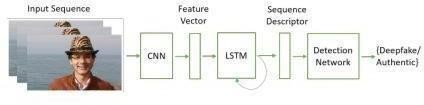 Input Sequence
Feature
Vector
Sequence
Descriptor
CNN
LSTM
Detection
Network
{Deepfake/
Authentic}